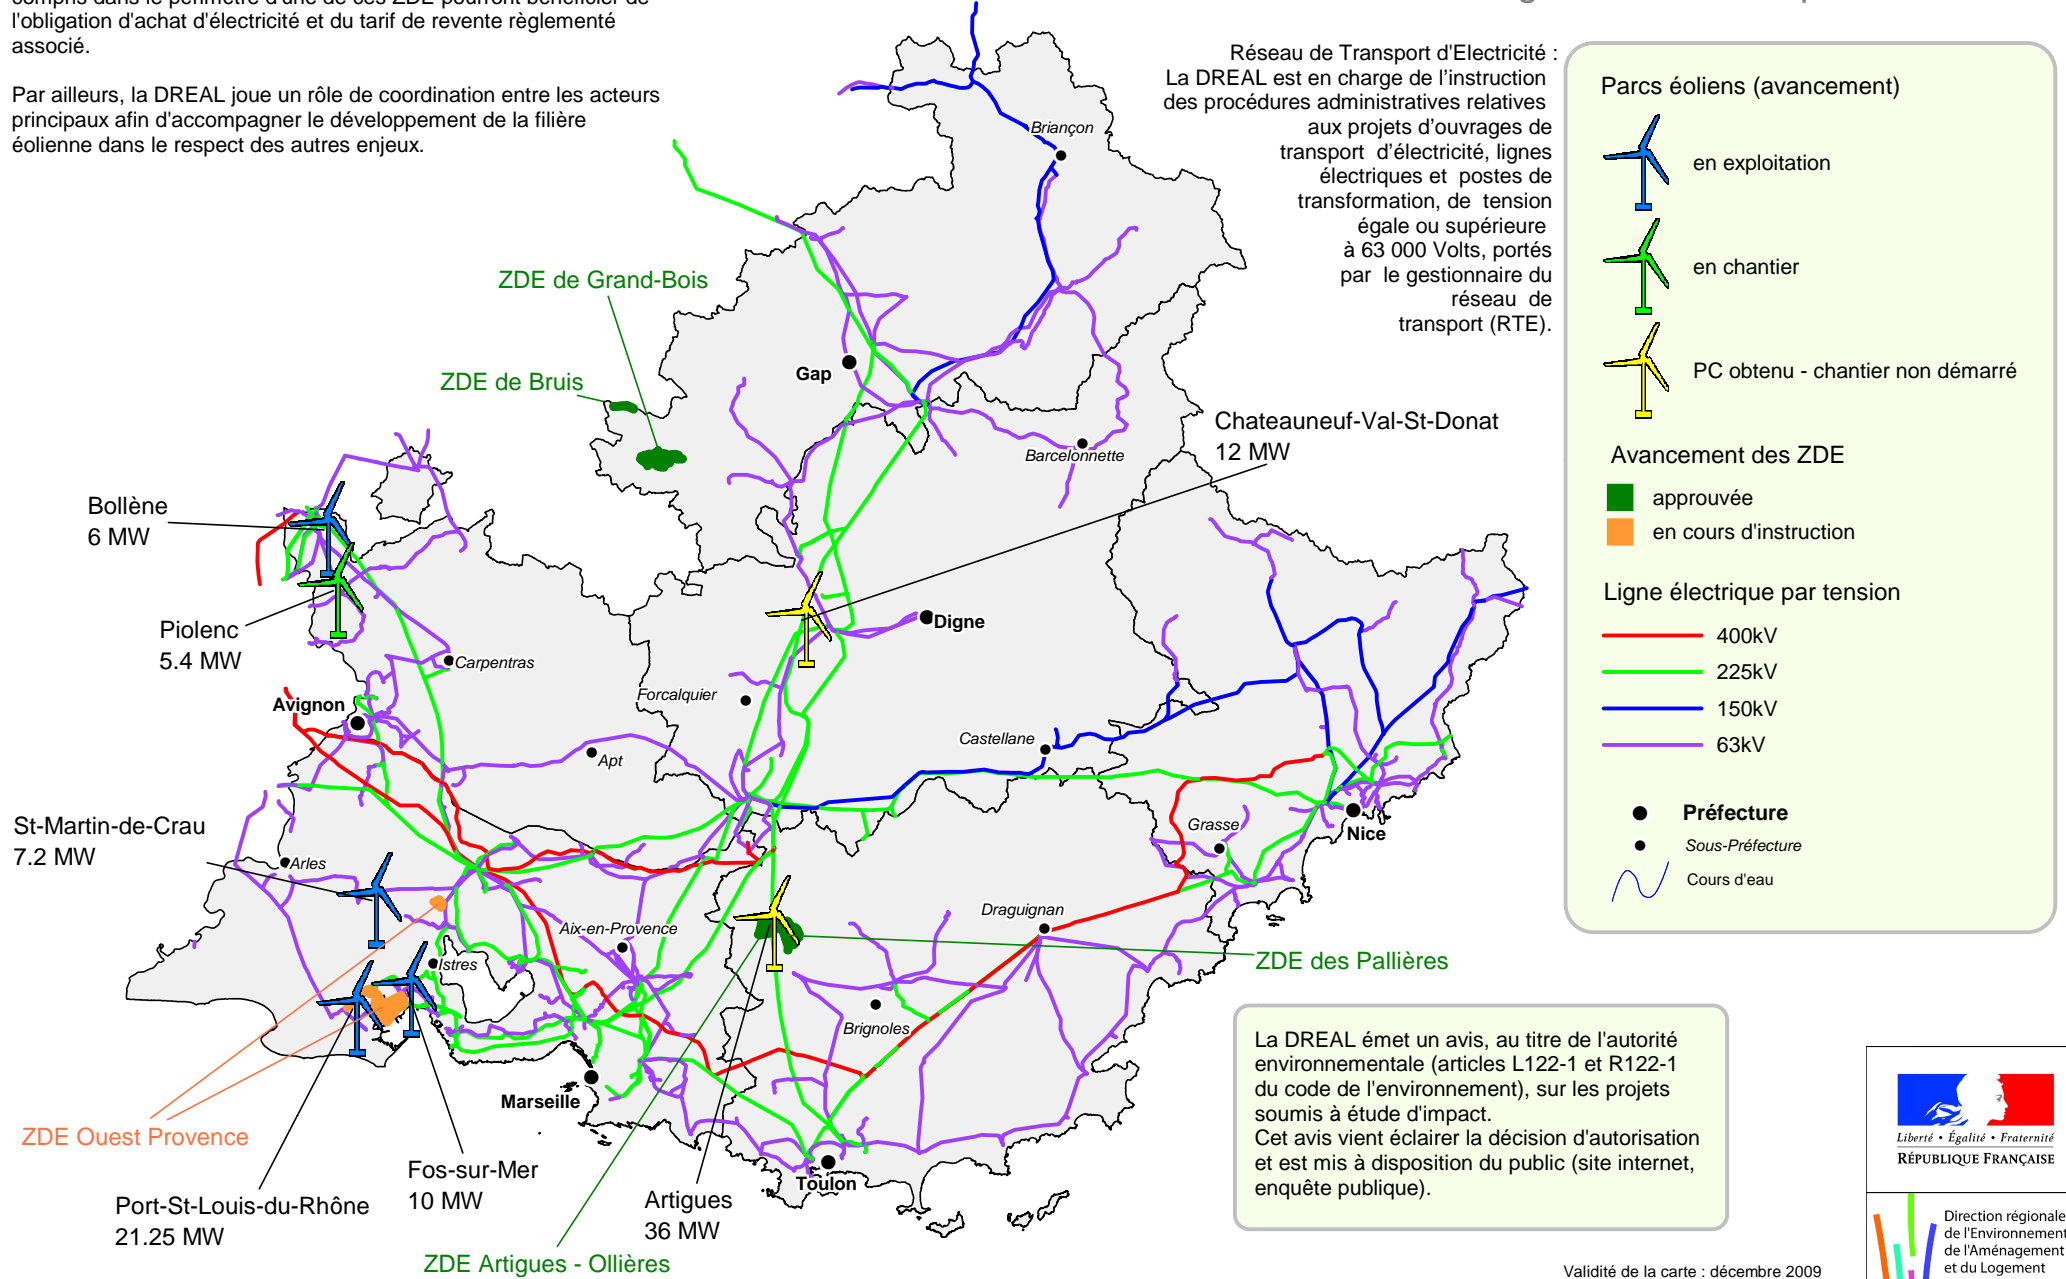 l'obligation d'achat d'électricité et du tarif de revente règlementé
associé.
Par ailleurs, la DREAL joue un rôle de coordination entre les acteurs
principaux afin d'accompagner le développement de la filière
éolienne dans le respect des autres enjeux.
Réseau de Transport d'Electricité :
La DREAL est en charge de l'instruction
des procédures administratives relatives
aux projets d'ouvrages de
transport d'électricité, lignes
électriques et postes de
transformation, de tension
égale ou supérieure
à 63 000 Volts, portés
par le gestionnaire du
réseau de
transport (RTE).
Parcs éoliens (avancement)
en exploitation
en chantier
PC obtenu - chantier non démarré
Avancement des ZDE
approuvée
en cours d'instruction
Ligne électrique par tension
400kV
225kV
150kV
63kV
Préfecture
Sous-Préfecture
Cours d'eau
Briançon
ZDE de Grand-Bois
ZDE de Bruis
Gap
Chateauneuf-Val-St-Donat
12 MW
Barcelonnette
Bollène
6 MW
Piolenc
5.4 MW
Digne
Carpentras
Forcalquier
Avignon
Castellane
Apt
St-Martin-de-Crau
7.2 MW
Arles
Grasse
Nice
Draguignan
Aix-en-Provence
Istres
ZDE des Pallières
Brignoles
Marseille
ZDE Ouest Provence
Fos-sur-Mer
10 MW
Port-St-Louis-du-Rhône
21.25 MW
Artigues
36 MW
Toulon
ZDE Artigues - Ollières
La DREAL émet un avis, au titre de l'autorité
environnementale (articles L122-1 et R122-1
du code de l'environnement), sur les projets
soumis à étude d'impact.
Cet avis vient éclairer la décision d'autorisation
et est mis à disposition du public (site internet,
enquête publique).
Liberté • Égalité • Fraternité
RÉPUBLIQUE FRANÇAISE
Direction régionale
de l'Environnement
de l'Aménagement
et du Logement
Validité de la carte : décembre 2009